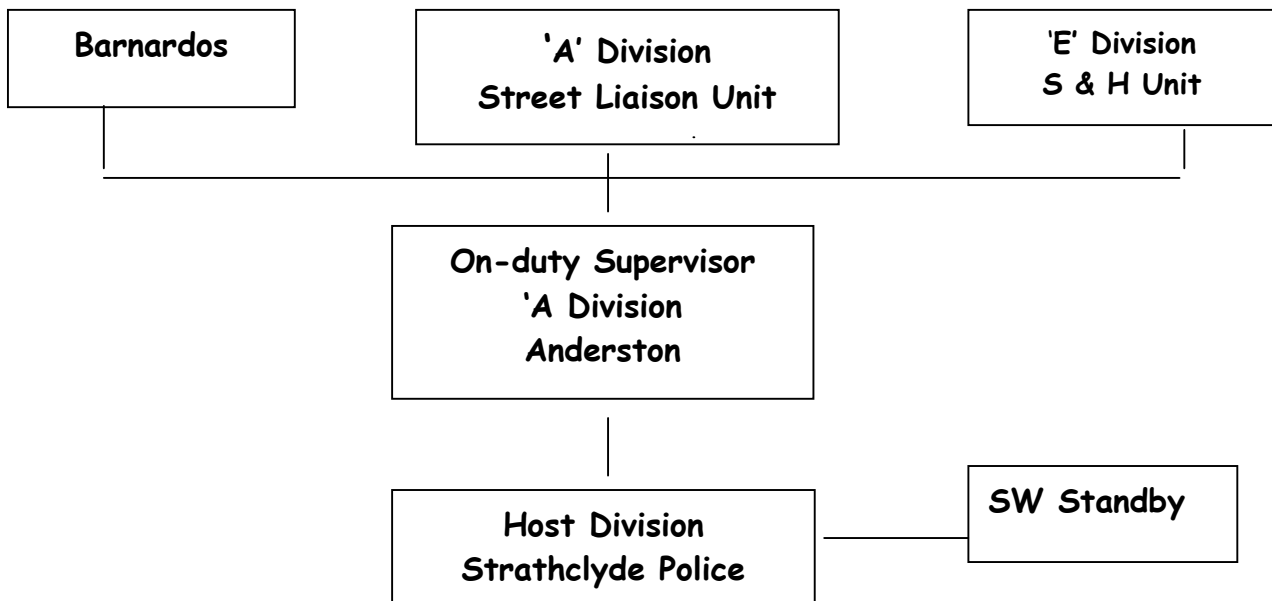 Barnardos
‘A’ Division
Street Liaison Unit
‘E’ Division
S & H Unit
On-duty Supervisor
‘A Division
Anderston
Host Division
Strathclyde Police
SW Standby